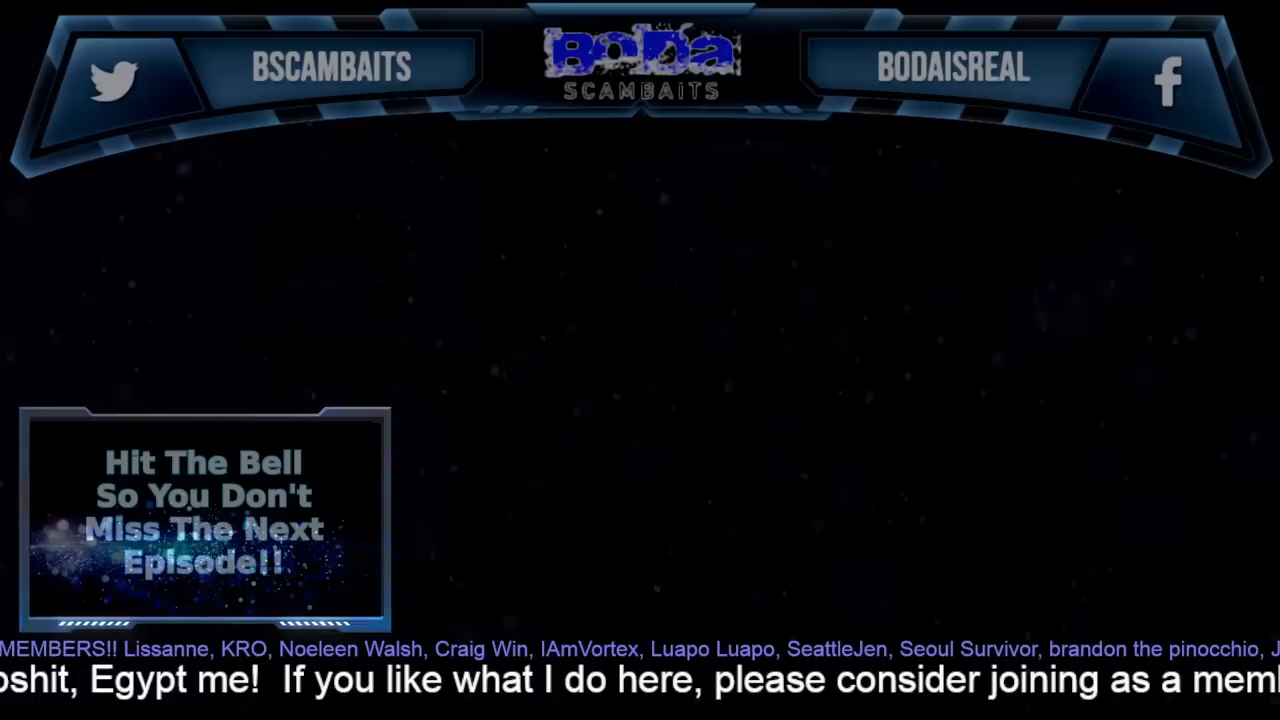 BSCAMBAITS
BoDa
SCAMBAITS
BODAISREAL
Hit The Bell
So You Don't
Miss The Next
Episode!!
MEMBERS!! Lissanne, KRO, Noeleen Walsh, Craig Win, IAmVortex, Luapo Luapo, SeattleJen, Seoul Survivor, brandon the pinocchio, J
oshit, Egypt me! If you like what I do here, please consider joining as a memb